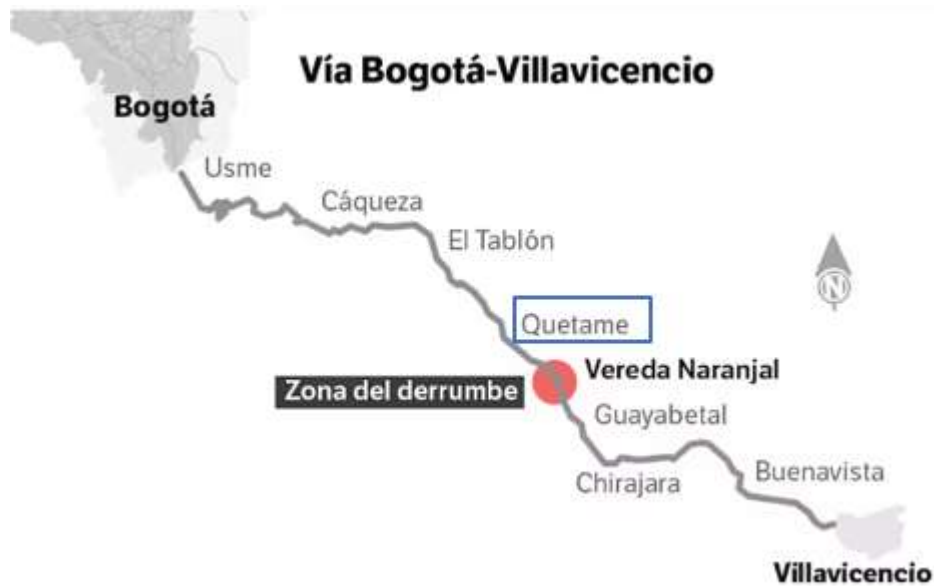 Vía Bogotá-Villavicencio
Bogotá
Usme
Cáqueza
El Tablón
N
Quetame
Vereda Naranjal
Zona del derrumbe
Guayabetal
Buenavista
Chirajara
Villavicencio